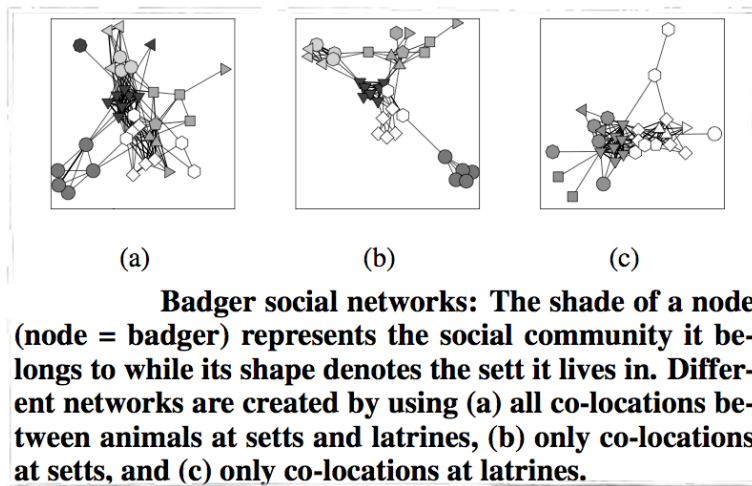 (a) (b) (c)
Badger social networks: The shade of a node
(node = badger) represents the social community it be-
longs to while its shape denotes the sett it lives in. Differ-
ent networks are created by using (a) all co-locations be-
tween animals at setts and latrines, (b) only co-locations
at setts, and (c) only co-locations at latrines.